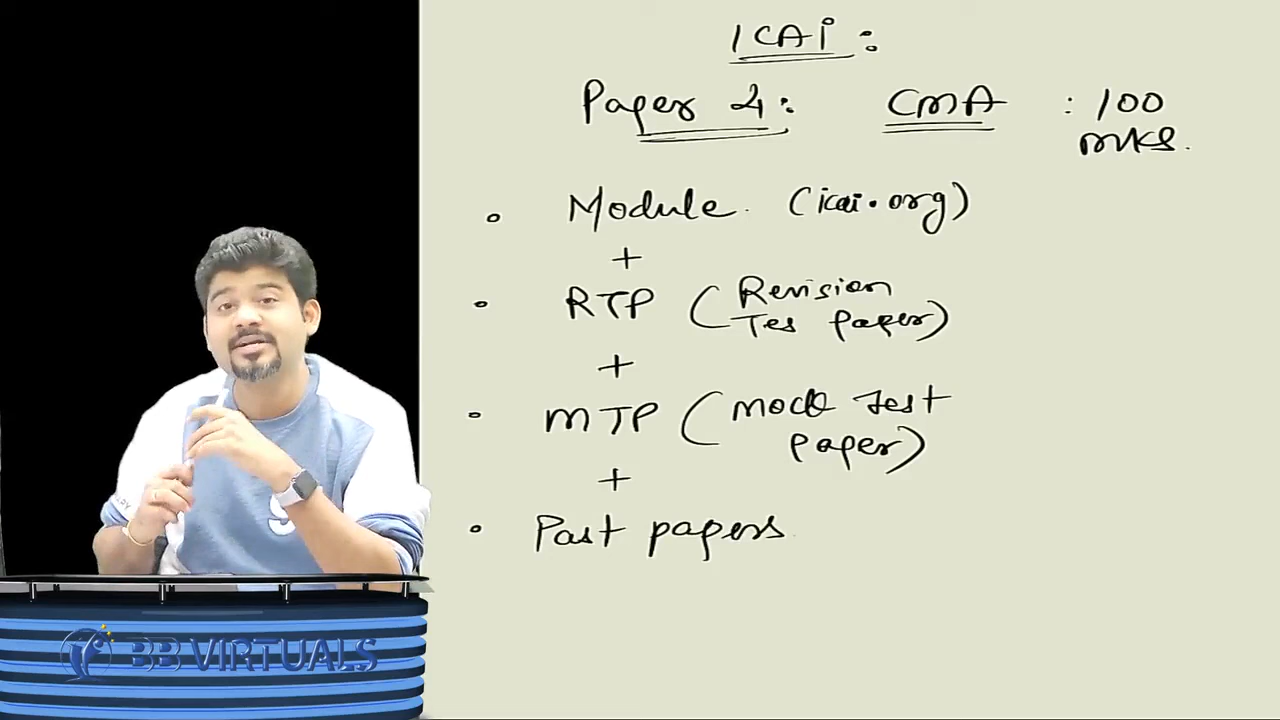 ICAI :
Paper 4 : CMA : 100
mks.
• Module. (icai.org)
+
• RTP (Revision
Tes paper)
+
• MTP (Mock Test
paper)
+
• Past papers.
BB VIRTUALS